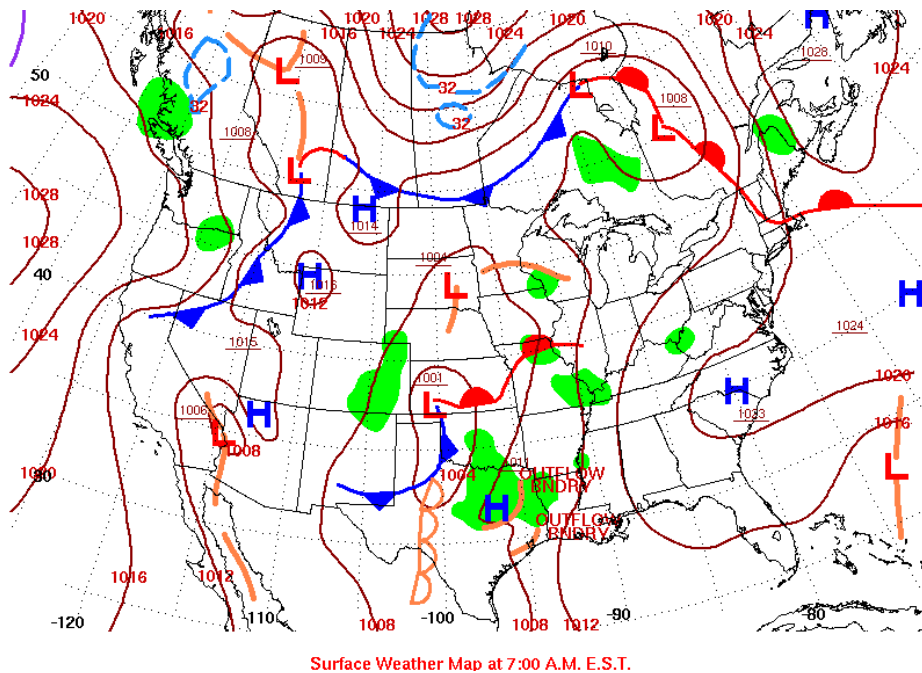 1020 1028 1028 1020 H 1020
1016 1016 1024 1024 1010 1024
50 L 1009 1028
1024 32 L 32 1008 1024
32
1008 L
L
1028 H
1014
1028
1004
40 H L H
1016
1012
1024 1015 1024
1001 1020
1006 H L H 1023 1016
L 1008
1020 1004 1011 OUTFLOW L
BNDRY
H OUTFLOW
BNDRY
1016 1012
-120 -110 1008 -100 1008 1012 -90 -80
Surface Weather Map at 7:00 A.M. E.S.T.